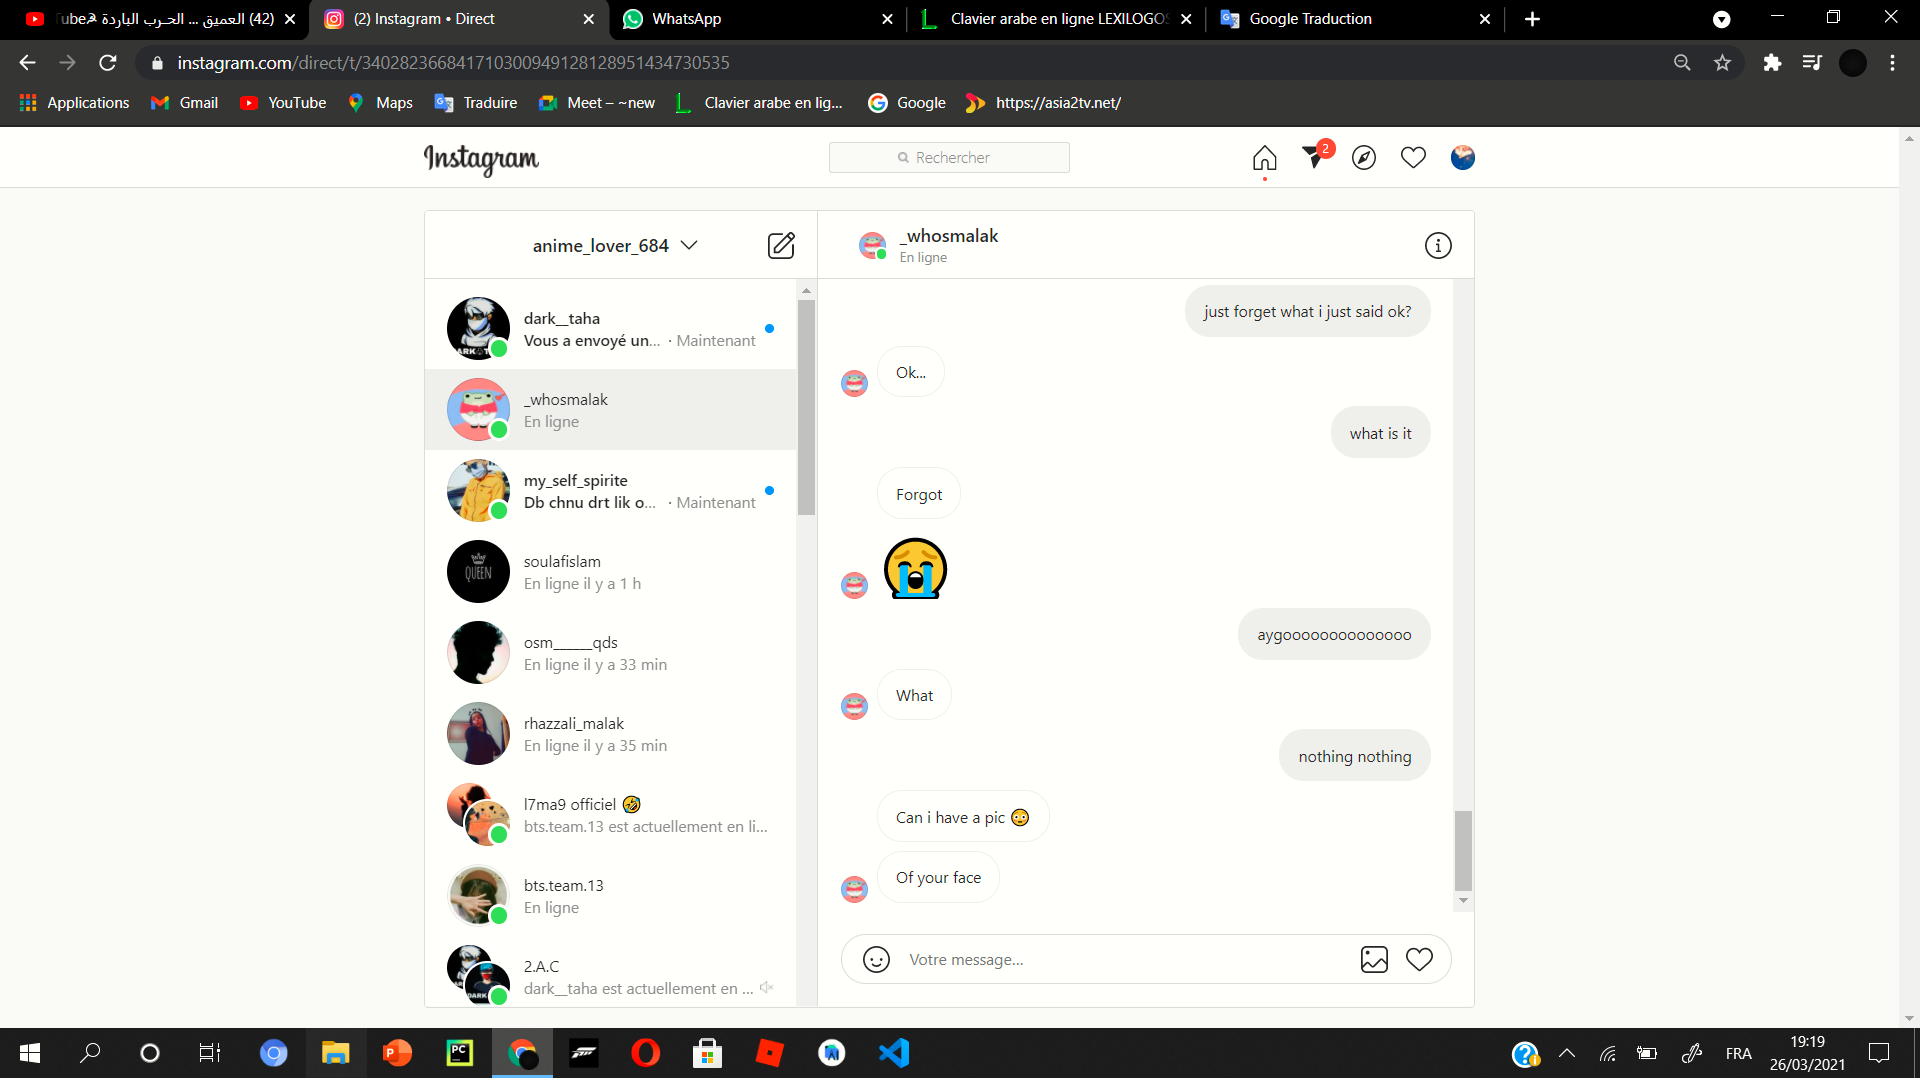 (42) العميق ... الحـرب الباردة ☭ube
(2) Instagram • Direct
WhatsApp
Clavier arabe en ligne LEXILOGOS
Google Traduction
instagram.com/direct/t/340282366841710300949128128951434730535
Applications
Gmail
YouTube
Maps
Traduire
Meet – ~new
Clavier arabe en lig...
Google
https://asia2tv.net/
Instagram
Rechercher
2
anime_lover_684
_whosmalak
En ligne
dark__taha
Vous a envoyé un... · Maintenant
_whosmalak
En ligne
my_self_spirite
Db chnu drt lik o... · Maintenant
QUEEN
soulafislam
En ligne il y a 1 h
osm_____qds
En ligne il y a 33 min
rhazzali_malak
En ligne il y a 35 min
l7ma9 officiel 🤣
bts.team.13 est actuellement en li...
bts.team.13
En ligne
2.A.C
dark__taha est actuellement en ...
just forget what i just said ok?
Ok...
what is it
Forgot
😭
aygoooooooooooooo
What
nothing nothing
Can i have a pic 😳
Of your face
Votre message...
FRA
19:19
26/03/2021